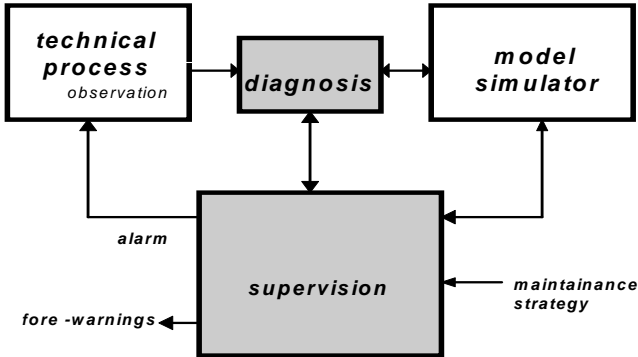 technical
process
observation
diagnosis
model
simulator
alarm
supervision
maintainance
strategy
fore -warnings